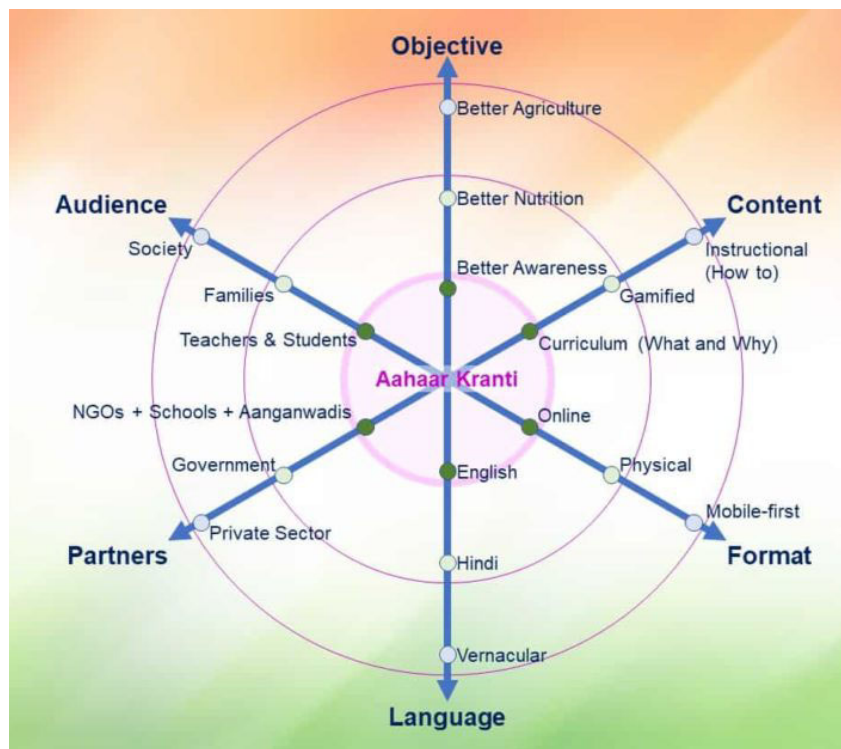 Objective
Better Agriculture
Better Nutrition
Better Awareness
Audience
Society
Families
Teachers & Students
Content
Instructional
(How to)
Gamified
Curriculum (What and Why)
Aahaar Kranti
NGOs + Schools + Aanganwadis
Government
Private Sector
Partners
Online
Physical
Mobile-first
Format
English
Hindi
Vernacular
Language